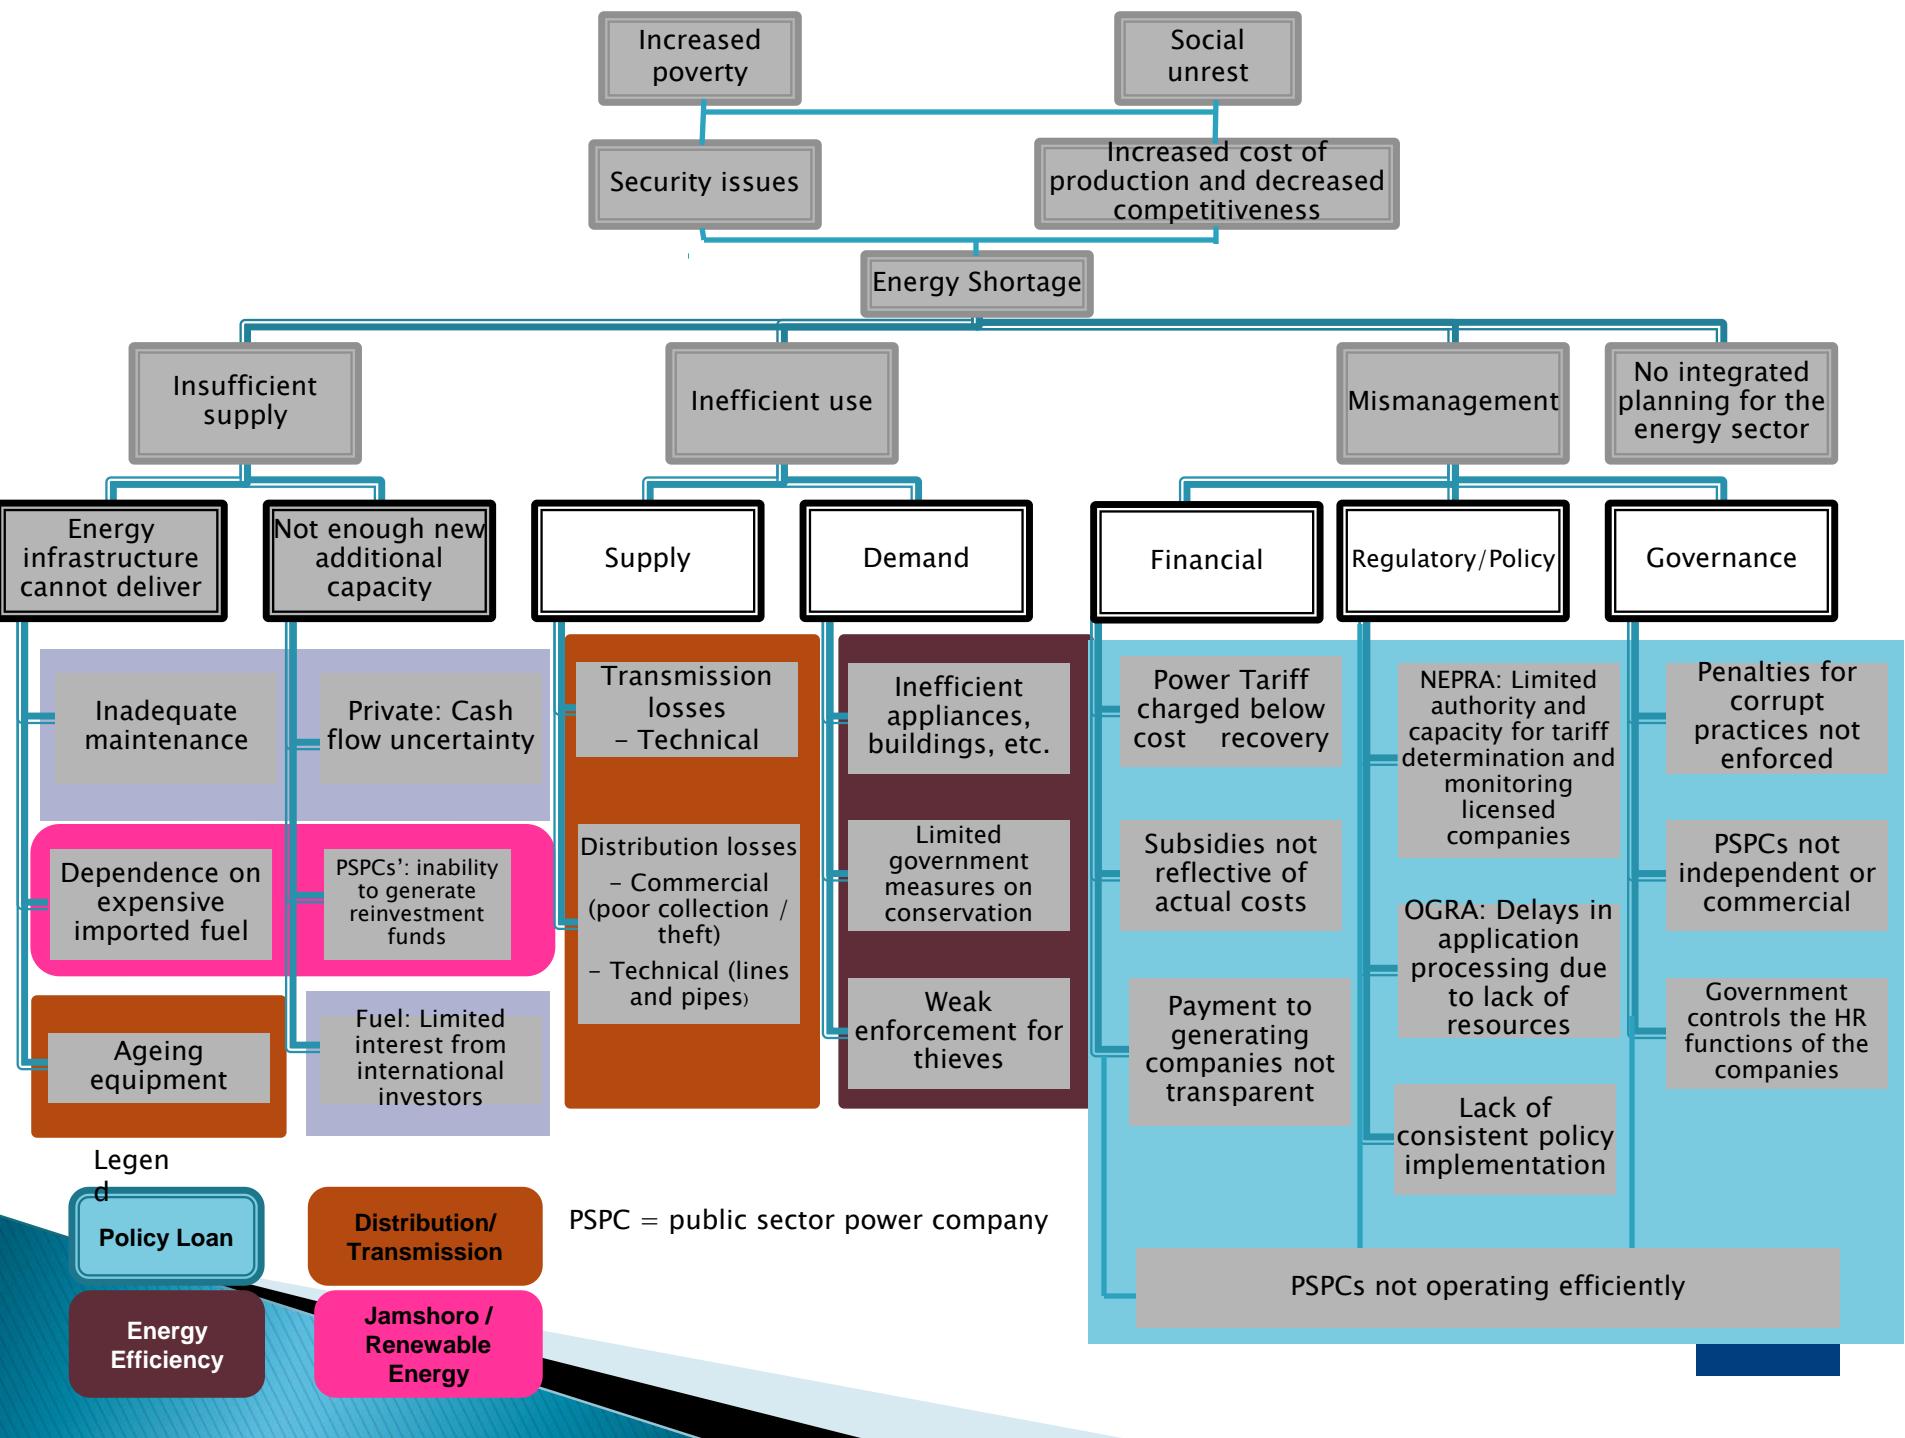 Increased
poverty
Social
unrest
Security issues
Increased cost of
production and decreased
competitiveness
Energy Shortage
Insufficient
supply
Inefficient use
Mismanagement
No integrated
planning for the
energy sector
Energy
infrastructure
cannot deliver
Not enough new
additional
capacity
Supply
Demand
Financial
Regulatory/Policy
Governance
Inadequate
maintenance
Dependence on
expensive
imported fuel
Ageing
equipment
Private: Cash
flow uncertainty
PSPCs’: inability
to generate
reinvestment
funds
Fuel: Limited
interest from
international
investors
Transmission
losses
– Technical
Distribution losses
– Commercial
(poor collection /
theft)
– Technical (lines
and pipes)
Inefficient
appliances,
buildings, etc.
Limited
government
measures on
conservation
Weak
enforcement for
thieves
Power Tariff
charged below
cost recovery
Subsidies not
reflective of
actual costs
Payment to
generating
companies not
transparent
NEPRA: Limited
authority and
capacity for tariff
determination and
monitoring
licensed
companies
OGRA: Delays in
application
processing due
to lack of
resources
Lack of
consistent policy
implementation
Penalties for
corrupt
practices not
enforced
PSPCs not
independent or
commercial
Government
controls the HR
functions of the
companies
PSPCs not operating efficiently
Legen
d
Policy Loan
Distribution/
Transmission
Energy
Efficiency
Jamshoro /
Renewable
Energy
PSPC = public sector power company